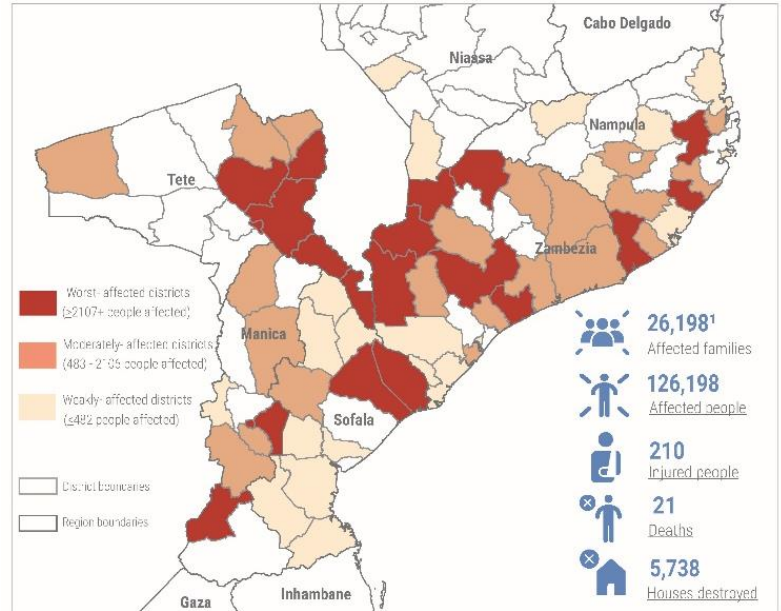 Cabo Delgado
Niassa
Nampula
Tete
Zambezia
Manica
Sofala
Inhambane
Gaza
Worst- affected districts
(≥2107+ people affected)
Moderately- affected districts
(483 - 2106 people affected)
Weakly- affected districts
(≤482 people affected)
District boundaries
Region boundaries
26,198¹
Affected families
126,198
Affected people
210
Injured people
21
Deaths
5,738
Houses destroyed